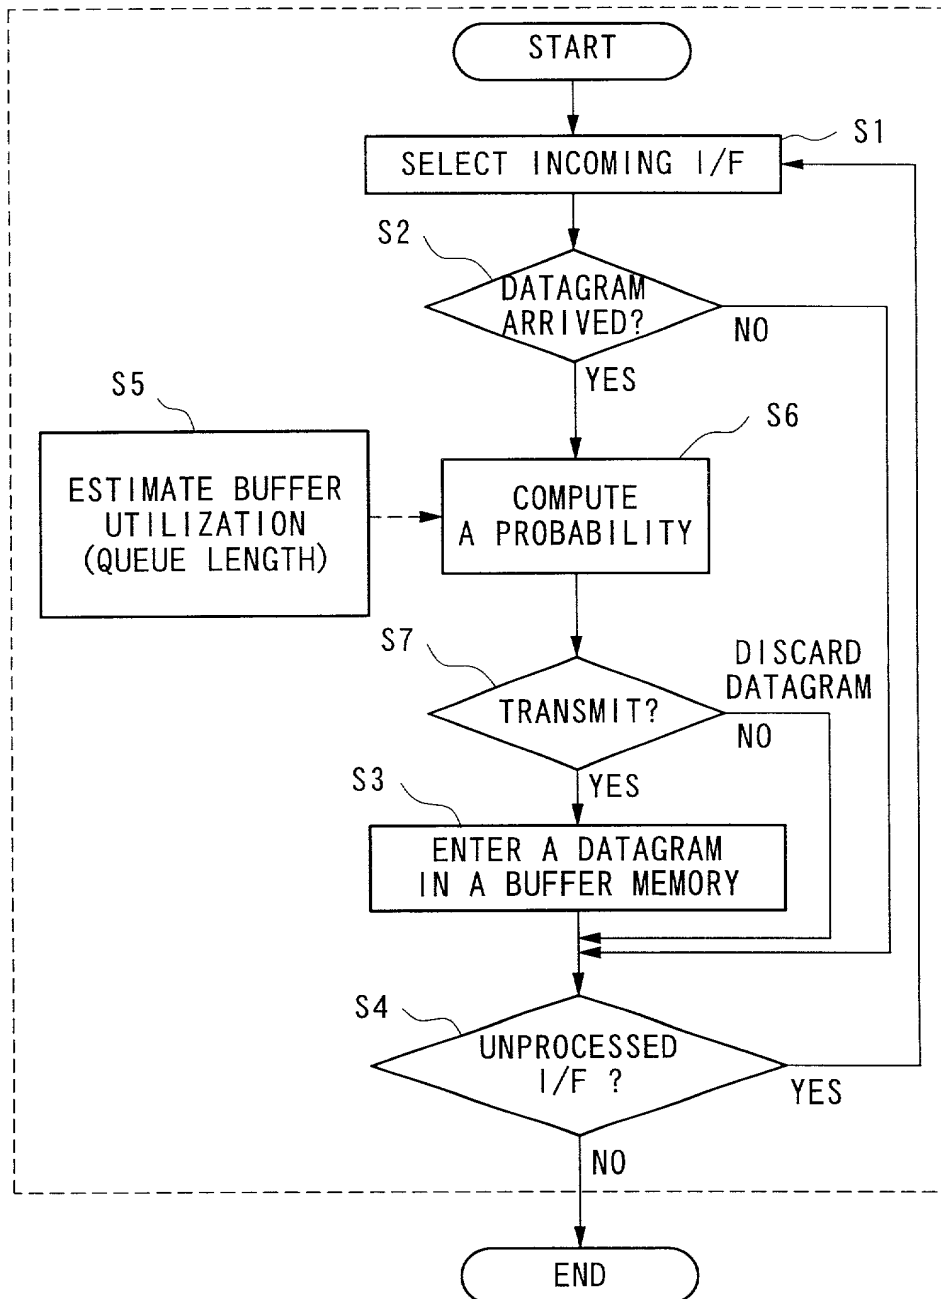 START
S1
SELECT INCOMING I/F
S2
DATAGRAM
ARRIVED?
NO
YES
S5
S6
ESTIMATE BUFFER
UTILIZATION
(QUEUE LENGTH)
COMPUTE
A PROBABILITY
S7
DISCARD
DATAGRAM
TRANSMIT?
NO
YES
S3
ENTER A DATAGRAM
IN A BUFFER MEMORY
S4
UNPROCESSED
I/F ?
YES
NO
END